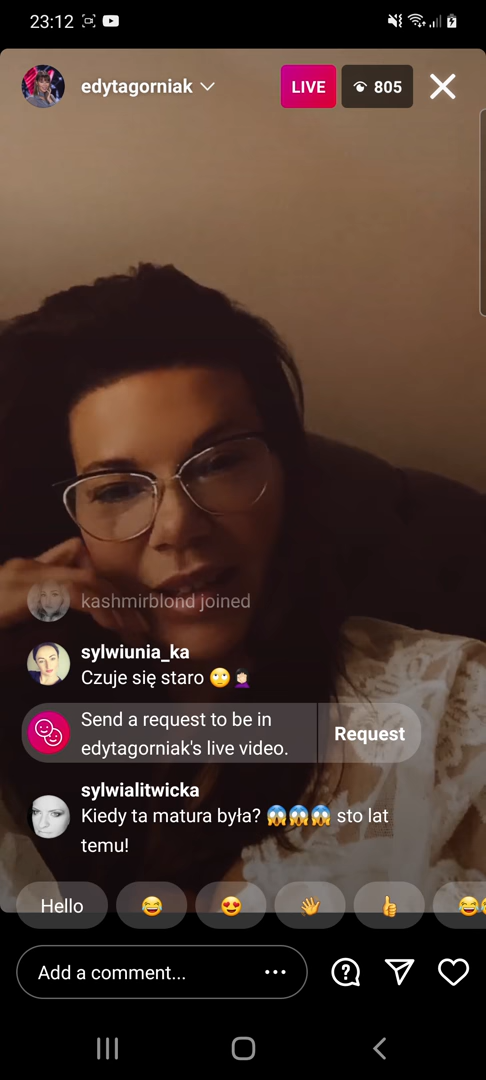 23:12
edytagorniak
LIVE
805
kashmirblond joined
sylwiunia_ka
Czuje się staro 🙄🤦🏻‍♀️
Send a request to be in
edytagorniak's live video.
Request
sylwialitwicka
Kiedy ta matura była? 😱😱😱 sto lat
temu!
Hello
Add a comment...